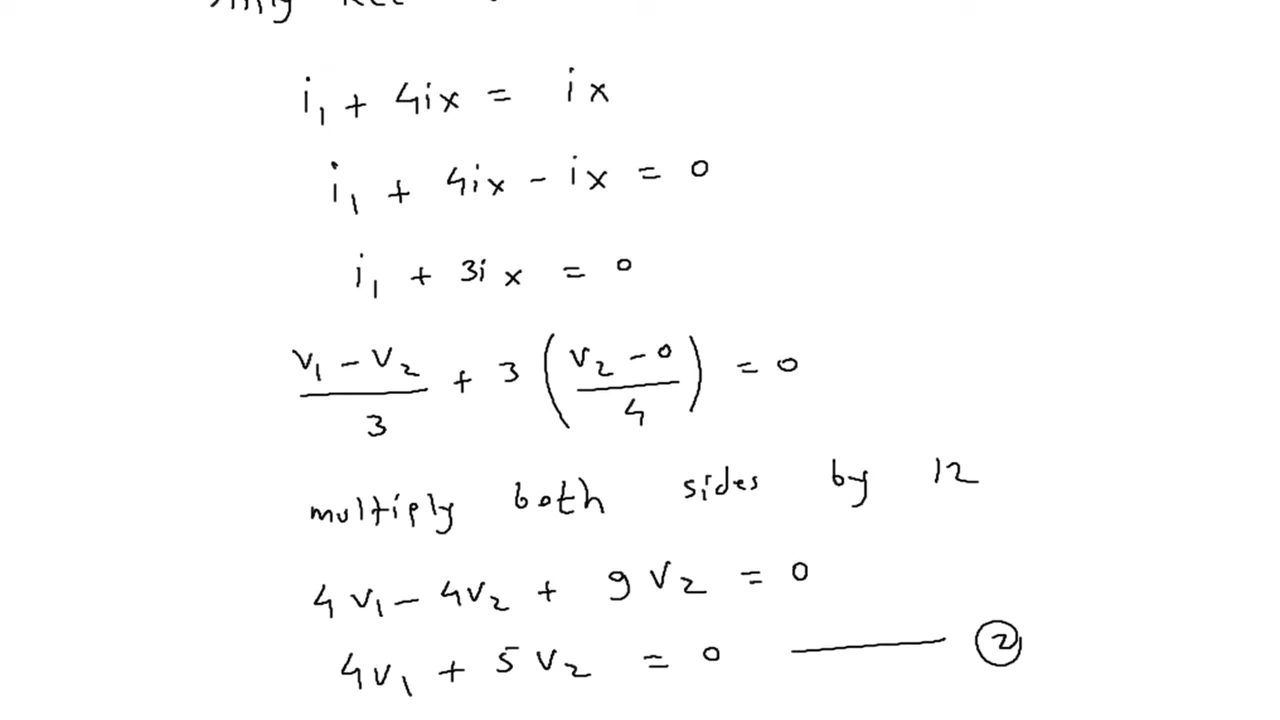 i₁ + 4ix = ix
i₁ + 4ix - ix = 0
i₁ + 3ix = 0
(v₁ - v₂)/3 + 3((v₂ - 0)/4) = 0
multiply both sides by 12
4v₁ - 4v₂ + 9v₂ = 0
4v₁ + 5v₂ = 0 —— ②